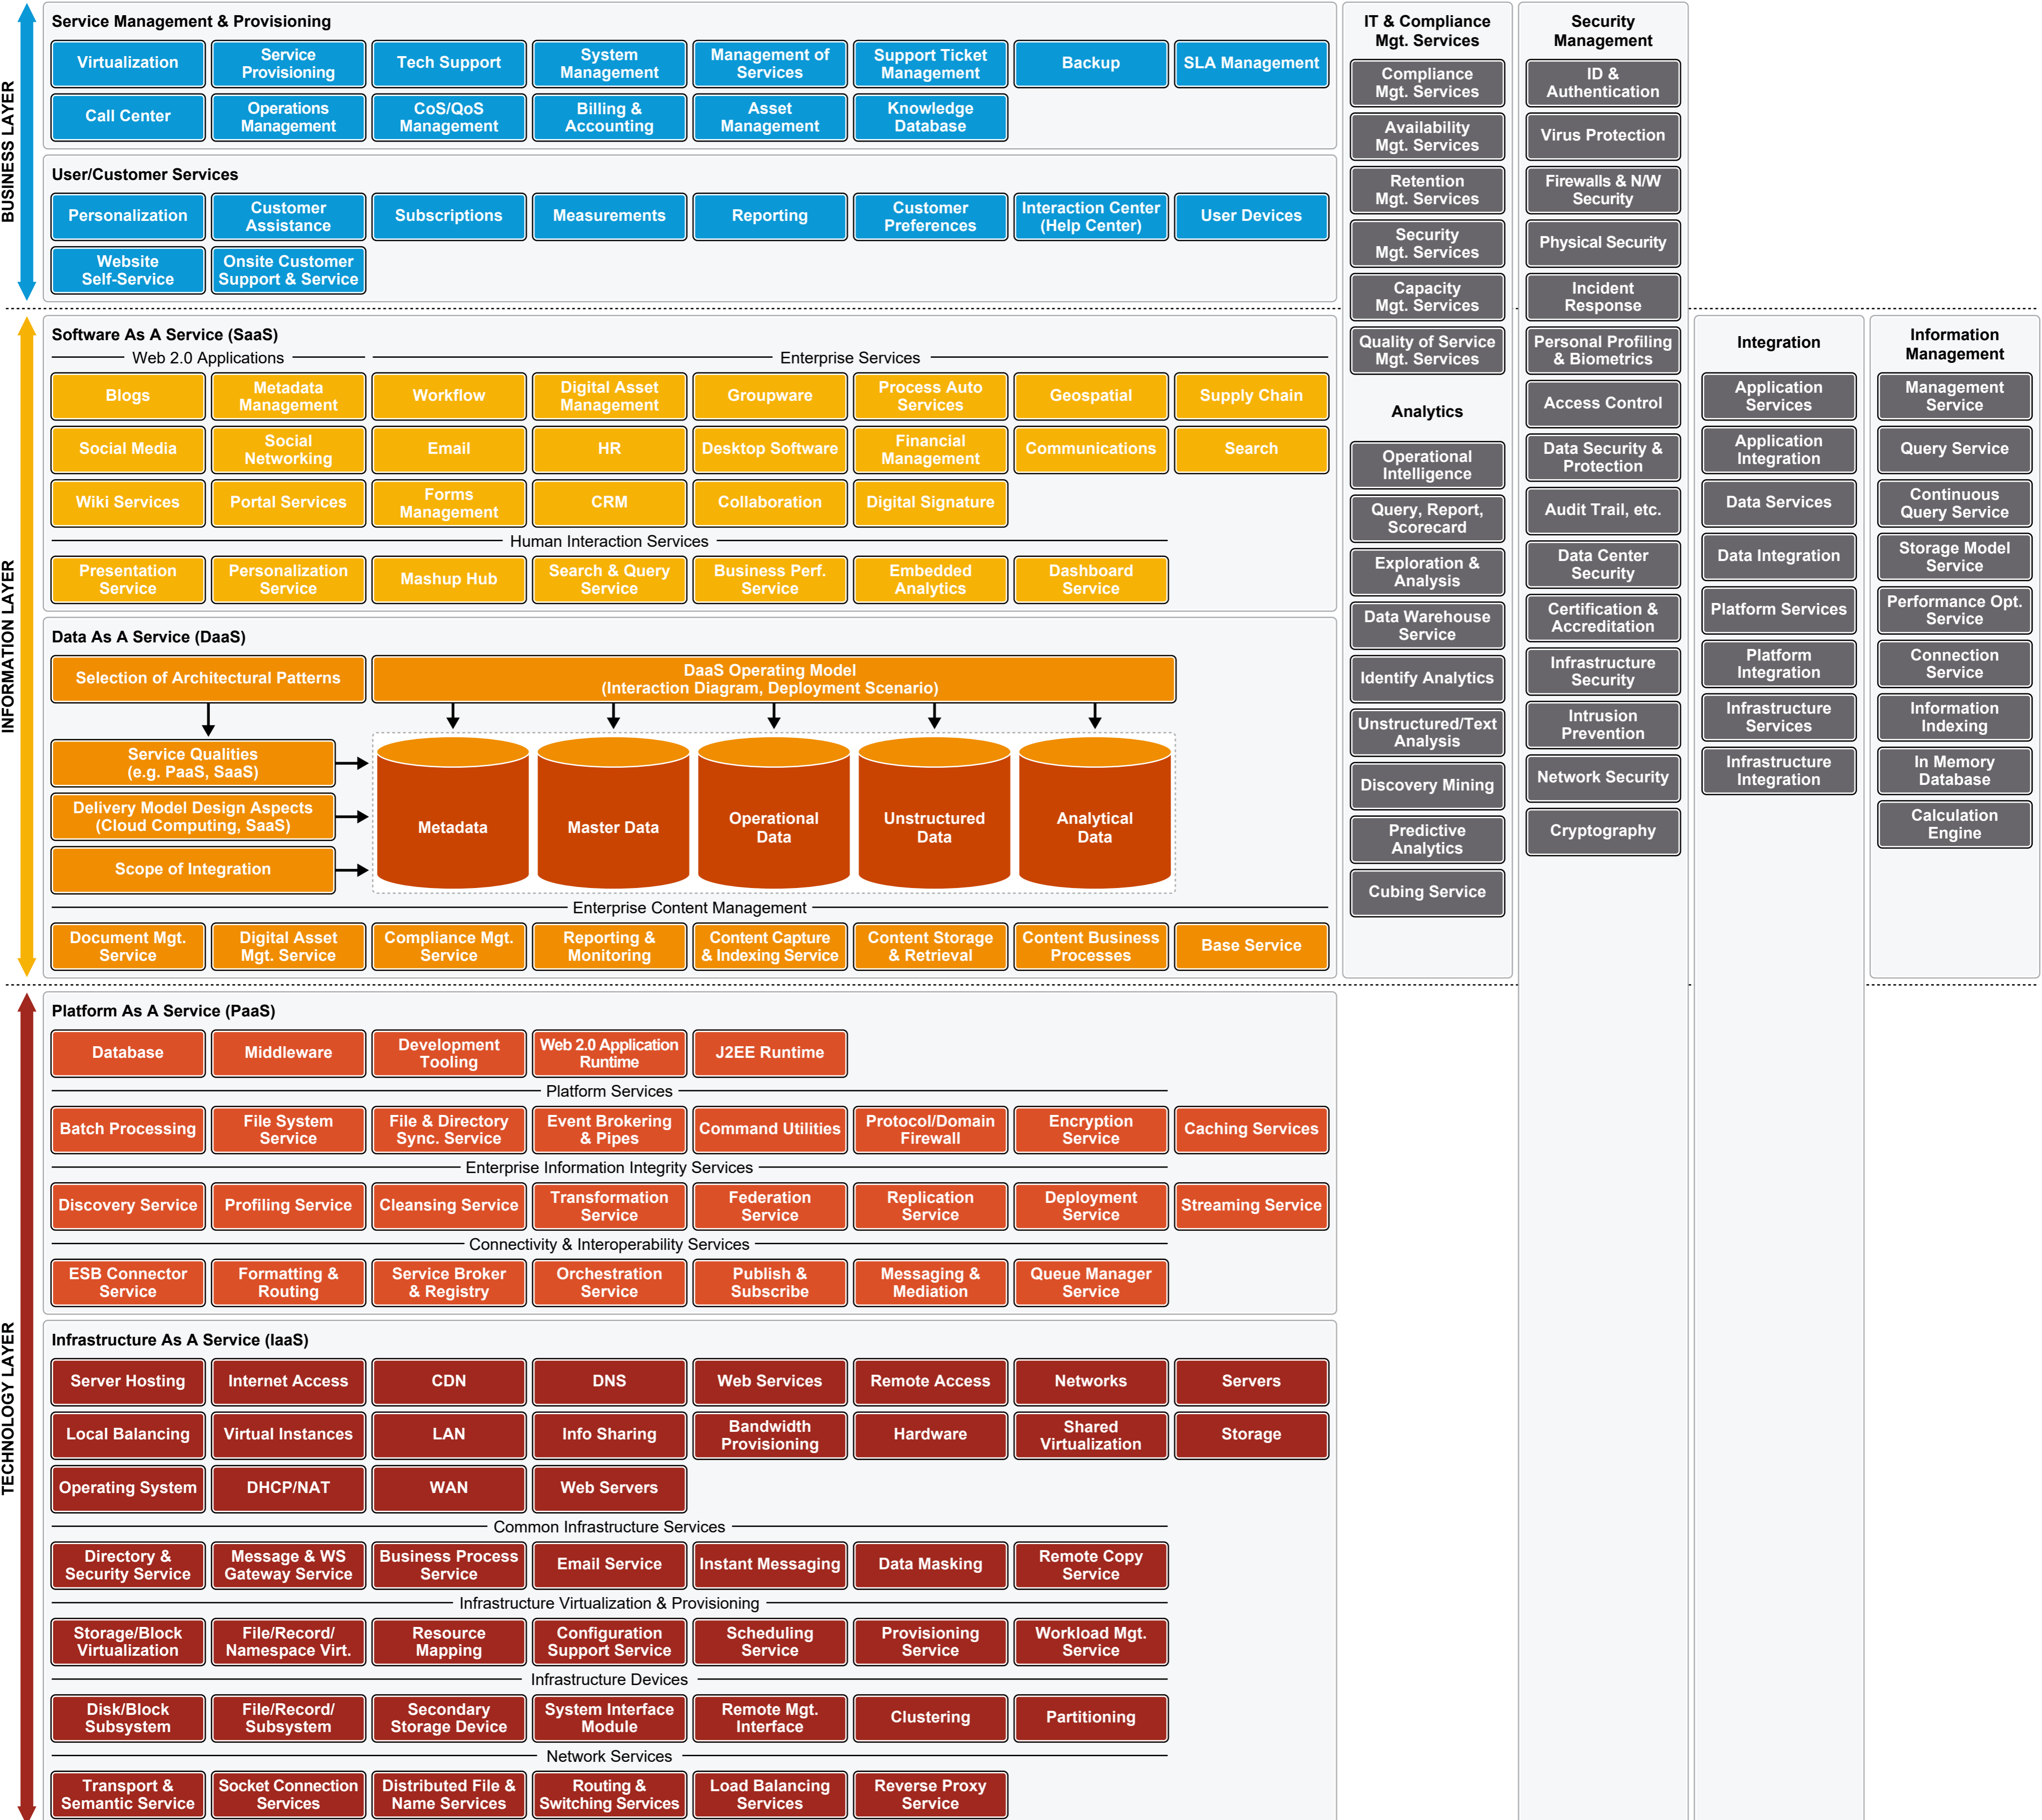 BUSINESS LAYER
Service Management & Provisioning
Virtualization
Service
Provisioning
Tech Support
System
Management
Management of
Services
Support Ticket
Management
Backup
SLA Management
Call Center
Operations
Management
CoS/QoS
Management
Billing &
Accounting
Asset
Management
Knowledge
Database
User/Customer Services
Personalization
Customer
Assistance
Subscriptions
Measurements
Reporting
Customer
Preferences
Interaction Center
(Help Center)
User Devices
Website
Self-Service
Onsite Customer
Support & Service
INFORMATION LAYER
Software As A Service (SaaS)
Web 2.0 Applications
Enterprise Services
Blogs
Metadata
Management
Workflow
Digital Asset
Management
Groupware
Process Auto
Services
Geospatial
Supply Chain
Social Media
Social
Networking
Email
HR
Desktop Software
Financial
Management
Communications
Search
Wiki Services
Portal Services
Forms
Management
CRM
Collaboration
Digital Signature
Human Interaction Services
Presentation
Service
Personalization
Service
Mashup Hub
Search & Query
Service
Business Perf.
Service
Embedded
Analytics
Dashboard
Service
Data As A Service (DaaS)
Selection of Architectural Patterns
DaaS Operating Model
(Interaction Diagram, Deployment Scenario)
Service Qualities
(e.g. PaaS, SaaS)
Delivery Model Design Aspects
(Cloud Computing, SaaS)
Scope of Integration
Metadata
Master Data
Operational
Data
Unstructured
Data
Analytical
Data
Enterprise Content Management
Document Mgt.
Service
Digital Asset
Mgt. Service
Compliance Mgt.
Service
Reporting &
Monitoring
Content Capture
& Indexing Service
Content Storage
& Retrieval
Content Business
Processes
Base Service
TECHNOLOGY LAYER
Platform As A Service (PaaS)
Database
Middleware
Development
Tooling
Web 2.0 Application
Runtime
J2EE Runtime
Platform Services
Batch Processing
File System
Service
File & Directory
Sync. Service
Event Brokering
& Pipes
Command Utilities
Protocol/Domain
Firewall
Encryption
Service
Caching Services
Enterprise Information Integrity Services
Discovery Service
Profiling Service
Cleansing Service
Transformation
Service
Federation
Service
Replication
Service
Deployment
Service
Streaming Service
Connectivity & Interoperability Services
ESB Connector
Service
Formatting &
Routing
Service Broker
& Registry
Orchestration
Service
Publish &
Subscribe
Messaging &
Mediation
Queue Manager
Service
Infrastructure As A Service (IaaS)
Server Hosting
Internet Access
CDN
DNS
Web Services
Remote Access
Networks
Servers
Local Balancing
Virtual Instances
LAN
Info Sharing
Bandwidth
Provisioning
Hardware
Shared
Virtualization
Storage
Operating System
DHCP/NAT
WAN
Web Servers
Common Infrastructure Services
Directory &
Security Service
Message & WS
Gateway Service
Business Process
Service
Email Service
Instant Messaging
Data Masking
Remote Copy
Service
Infrastructure Virtualization & Provisioning
Storage/Block
Virtualization
File/Record/
Namespace Virt.
Resource
Mapping
Configuration
Support Service
Scheduling
Service
Provisioning
Service
Workload Mgt.
Service
Infrastructure Devices
Disk/Block
Subsystem
File/Record/
Subsystem
Secondary
Storage Device
System Interface
Module
Remote Mgt.
Interface
Clustering
Partitioning
Network Services
Transport &
Semantic Service
Socket Connection
Services
Distributed File &
Name Services
Routing &
Switching Services
Load Balancing
Services
Reverse Proxy
Service
IT & Compliance
Mgt. Services
Compliance
Mgt. Services
Availability
Mgt. Services
Retention
Mgt. Services
Security
Mgt. Services
Capacity
Mgt. Services
Quality of Service
Mgt. Services
Analytics
Operational
Intelligence
Query, Report,
Scorecard
Exploration &
Analysis
Data Warehouse
Service
Identify Analytics
Unstructured/Text
Analysis
Discovery Mining
Predictive
Analytics
Cubing Service
Security
Management
ID &
Authentication
Virus Protection
Firewalls & N/W
Security
Physical Security
Incident
Response
Personal Profiling
& Biometrics
Access Control
Data Security &
Protection
Audit Trail, etc.
Data Center
Security
Certification &
Accreditation
Infrastructure
Security
Intrusion
Prevention
Network Security
Cryptography
Integration
Application
Services
Application
Integration
Data Services
Data Integration
Platform Services
Platform
Integration
Infrastructure
Services
Infrastructure
Integration
Information
Management
Management
Service
Query Service
Continuous
Query Service
Storage Model
Service
Performance Opt.
Service
Connection
Service
Information
Indexing
In Memory
Database
Calculation
Engine